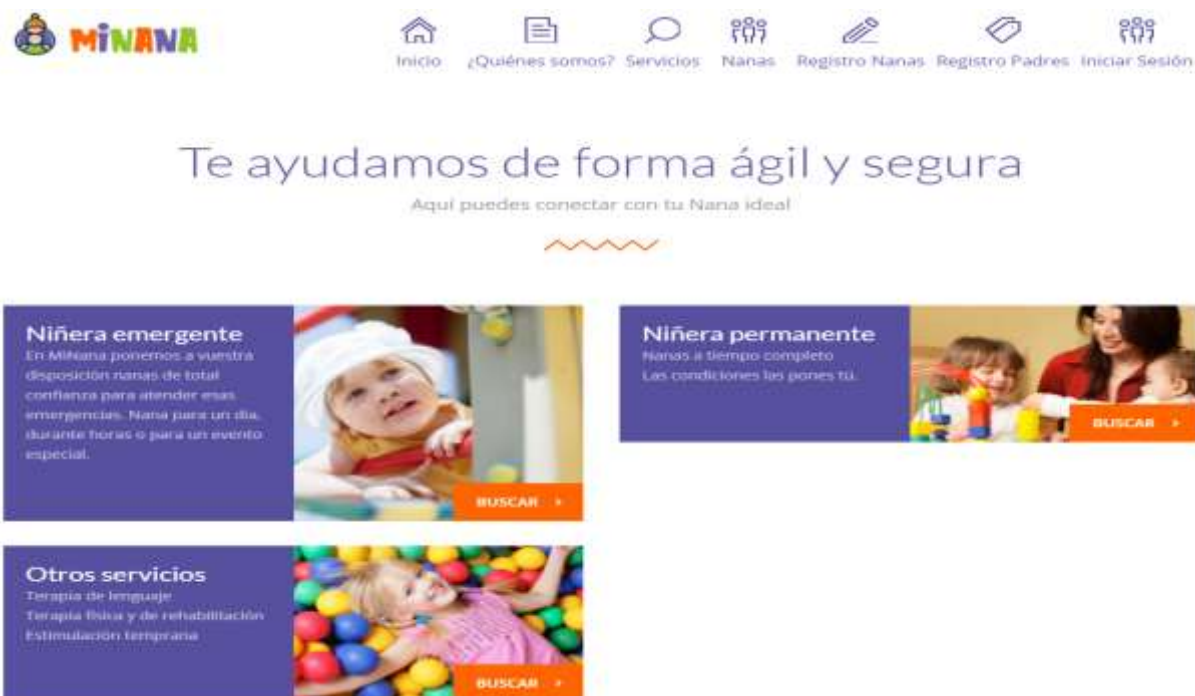 MiNANA
Inicio ¿Quiénes somos? Servicios Nanas Registro Nanas Registro Padres Iniciar Sesión
Te ayudamos de forma ágil y segura
Aquí puedes conectar con tu Nana ideal
Niñera emergente
En MiNana ponemos a vuestra
disposición nanas de total
confianza para atender esas
emergencias. Nana para un día,
durante horas o para un evento
especial.
BUSCAR >
Niñera permanente
Nanas a tiempo completo
Las condiciones las pones tú.
BUSCAR >
Otros servicios
Terapia de lenguaje
Terapia física y de rehabilitación
Estimulación temprana
BUSCAR >